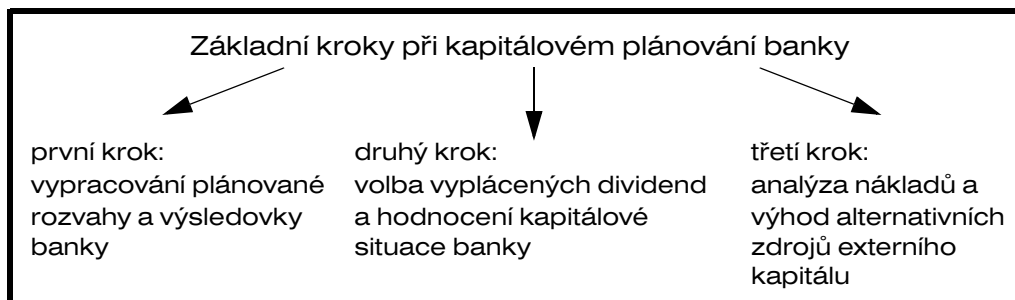 Základní kroky při kapitálovém plánování banky
první krok:
vypracování plánované
rozvahy a výsledovky
banky
druhý krok:
volba vyplácených dividend
a hodnocení kapitálové
situace banky
třetí krok:
analýza nákladů a
výhod alternativních
zdrojů externího
kapitálu